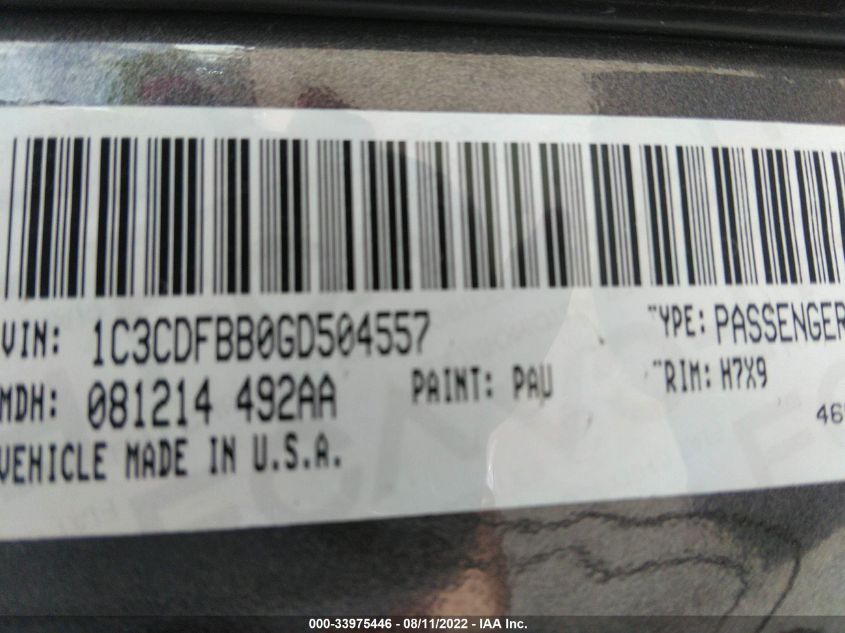 VIN: 1C3CDFBB0GD504557 TYPE: PASSENGER
MDH: 081214 492AA PAINT: PAU TRIM: H7X9
46
VEHICLE MADE IN U.S.A.
000-33975446 - 08/11/2022 - IAA Inc.